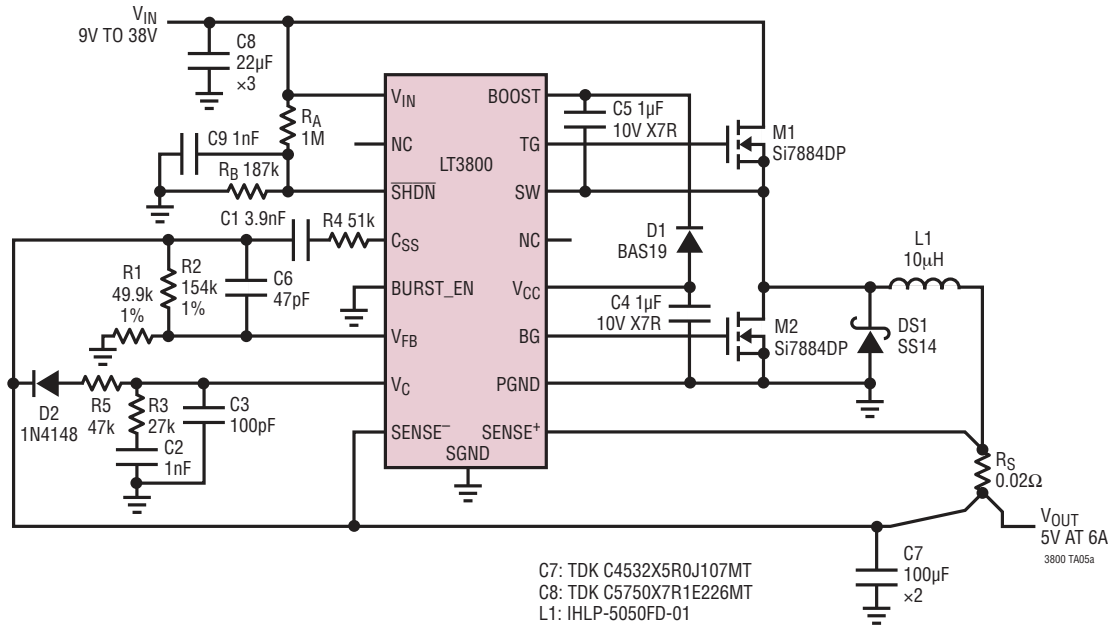 VIN
9V TO 38V
C8
22µF
×3
RA
1M
C9 1nF
RB 187k
C1 3.9nF
R4 51k
R1
49.9k
1%
R2
154k
1%
C6
47pF
D2
1N4148
R5
47k
R3
27k
C2
1nF
C3
100pF
VIN
NC
SHDN
CSS
BURST_EN
VFB
VC
SENSE–
SGND
LT3800
BOOST
TG
SW
NC
VCC
BG
PGND
SENSE+
C5 1µF
10V X7R
D1
BAS19
C4 1µF
10V X7R
M1
Si7884DP
M2
Si7884DP
L1
10µH
DS1
SS14
RS
0.02Ω
VOUT
5V AT 6A
3800 TA05a
C7
100µF
×2
C7: TDK C4532X5R0J107MT
C8: TDK C5750X7R1E226MT
L1: IHLP-5050FD-01